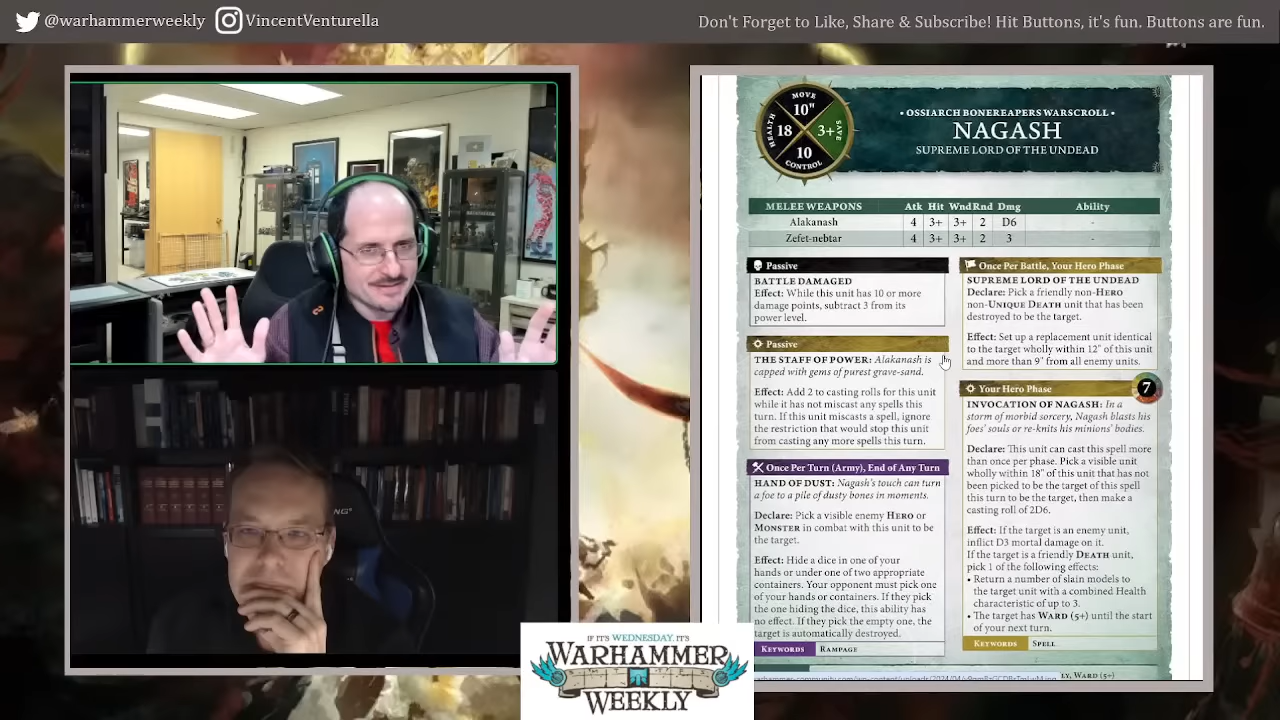 @warhammerweekly VincentVenturella
Don't Forget to Like, Share & Subscribe! Hit Buttons, it's fun. Buttons are fun.
MOVE
10"
HEALTH 18 3+ SAVE
10
CONTROL
• OSSIARCH BONEREAPERS WARSCROLL •
NAGASH
SUPREME LORD OF THE UNDEAD
MELEE WEAPONS Atk Hit Wnd Rnd Dmg Ability
Alakanash 4 3+ 3+ 2 D6 -
Zefet-nebtar 4 3+ 3+ 2 3 -
Passive
BATTLE DAMAGED
Effect: While this unit has 10 or more
damage points, subtract 3 from its
power level.
Passive
THE STAFF OF POWER: Alakanash is
capped with gems of purest grave-sand.
Effect: Add 2 to casting rolls for this unit
while it has not miscast any spells this
turn. If this unit miscasts a spell, ignore
the restriction that would stop this unit
from casting any more spells this turn.
Once Per Turn (Army), End of Any Turn
HAND OF DUST: Nagash's touch can turn
a foe to a pile of dusty bones in moments.
Declare: Pick a visible enemy HERO or
MONSTER in combat with this unit to be
the target.
Effect: Hide a dice in one of your
hands or under one of two appropriate
containers. Your opponent must pick one
of your hands or containers. If they pick
the one hiding the dice, this ability has
no effect. If they pick the empty one, the
target is automatically destroyed.
KEYWORDS RAMPAGE
Once Per Battle, Your Hero Phase
SUPREME LORD OF THE UNDEAD
Declare: Pick a friendly non-HERO
non-UNIQUE DEATH unit that has been
destroyed to be the target.
Effect: Set up a replacement unit identical
to the target wholly within 12" of this unit
and more than 9" from all enemy units.
Your Hero Phase 7
INVOCATION OF NAGASH: In a
storm of morbid sorcery, Nagash blasts his
foes' souls or re-knits his minions' bodies.
Declare: This unit can cast this spell more
than once per phase. Pick a visible unit
wholly within 18" of this unit that has not
been picked to be the target of this spell
this turn to be the target, then make a
casting roll of 2D6.
Effect: If the target is an enemy unit,
inflict D3 mortal damage on it.
If the target is a friendly DEATH unit,
pick 1 of the following effects:
• Return a number of slain models to
the target unit with a combined Health
characteristic of up to 3.
• The target has WARD (5+) until the start
of your next turn.
KEYWORDS SPELL
LY, WARD (5+)
IF IT'S WEDNESDAY, IT'S
WARHAMMER
WEEKLY